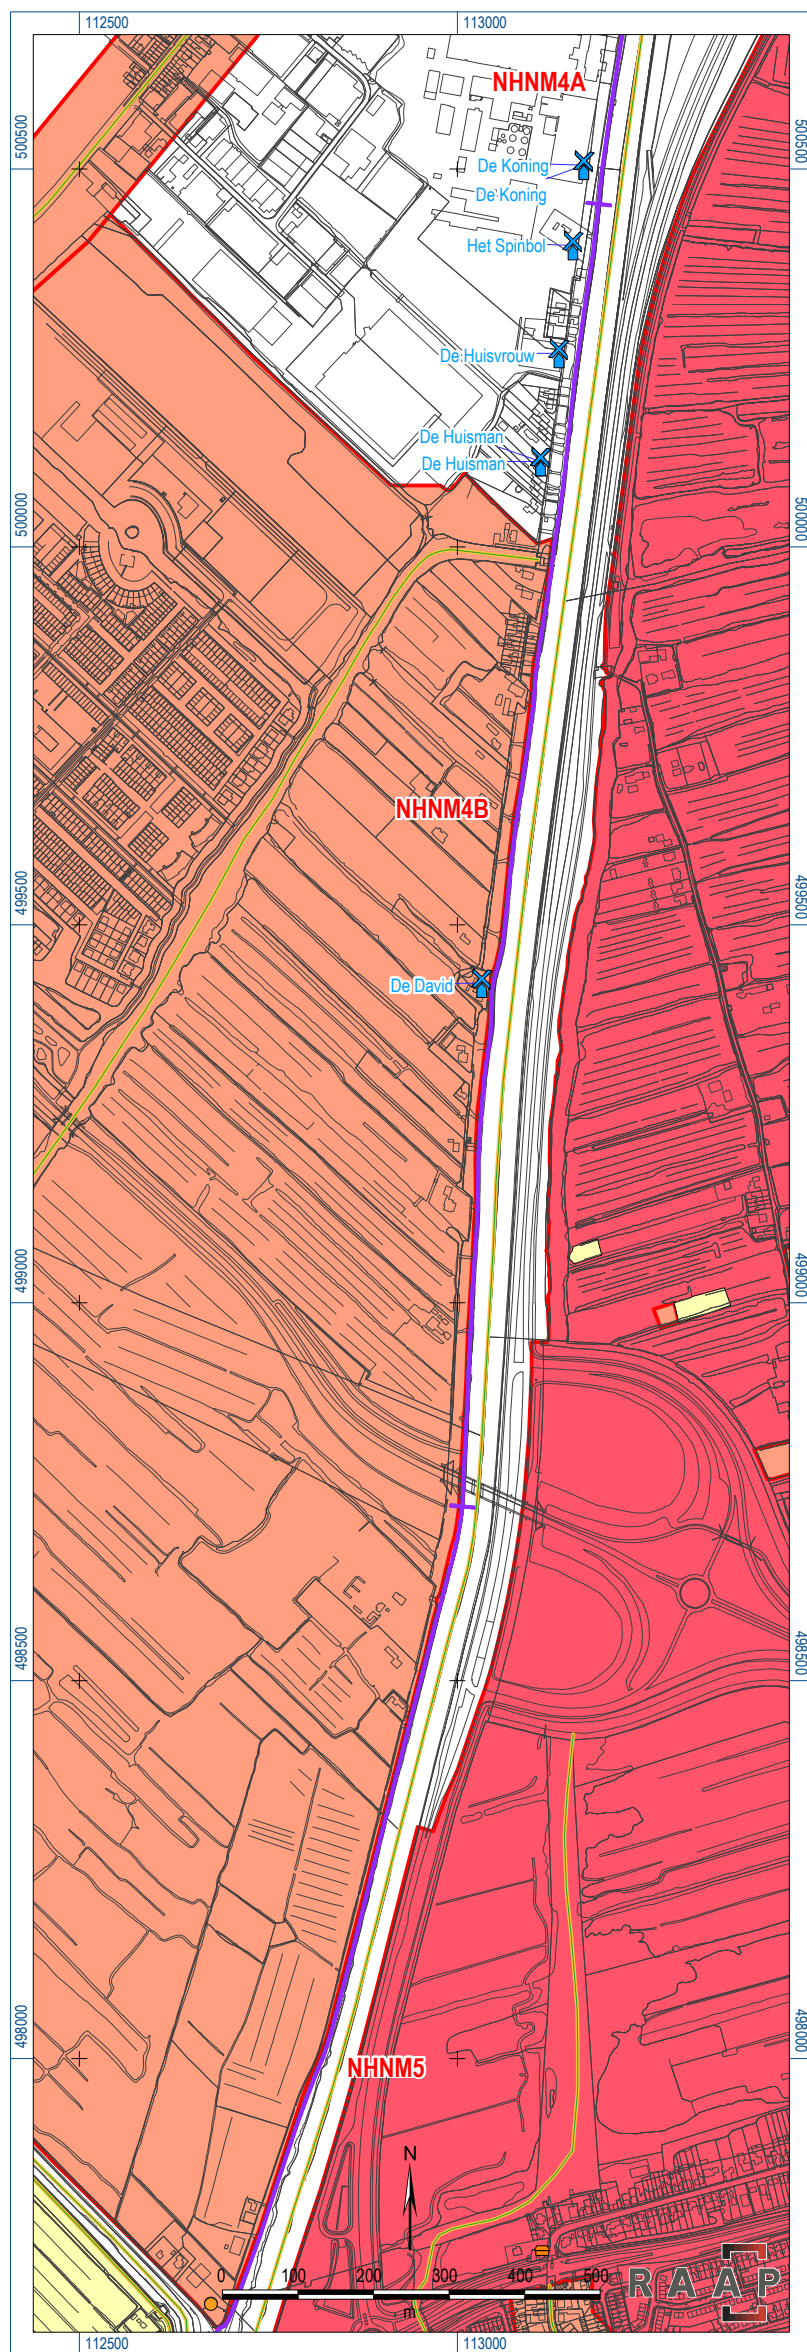 112500 113000
NHNM4A
500500 500500
De Koning
De Koning
Het Spinbol
De Huisvrouw
De Huisman
De Huisman
500000 500000
NHNM4B
499500 499500
De David
499000 499000
498500 498500
498000 498000
NHNM5
N
0 100 200 300 400 500
m
RAAP
112500 113000